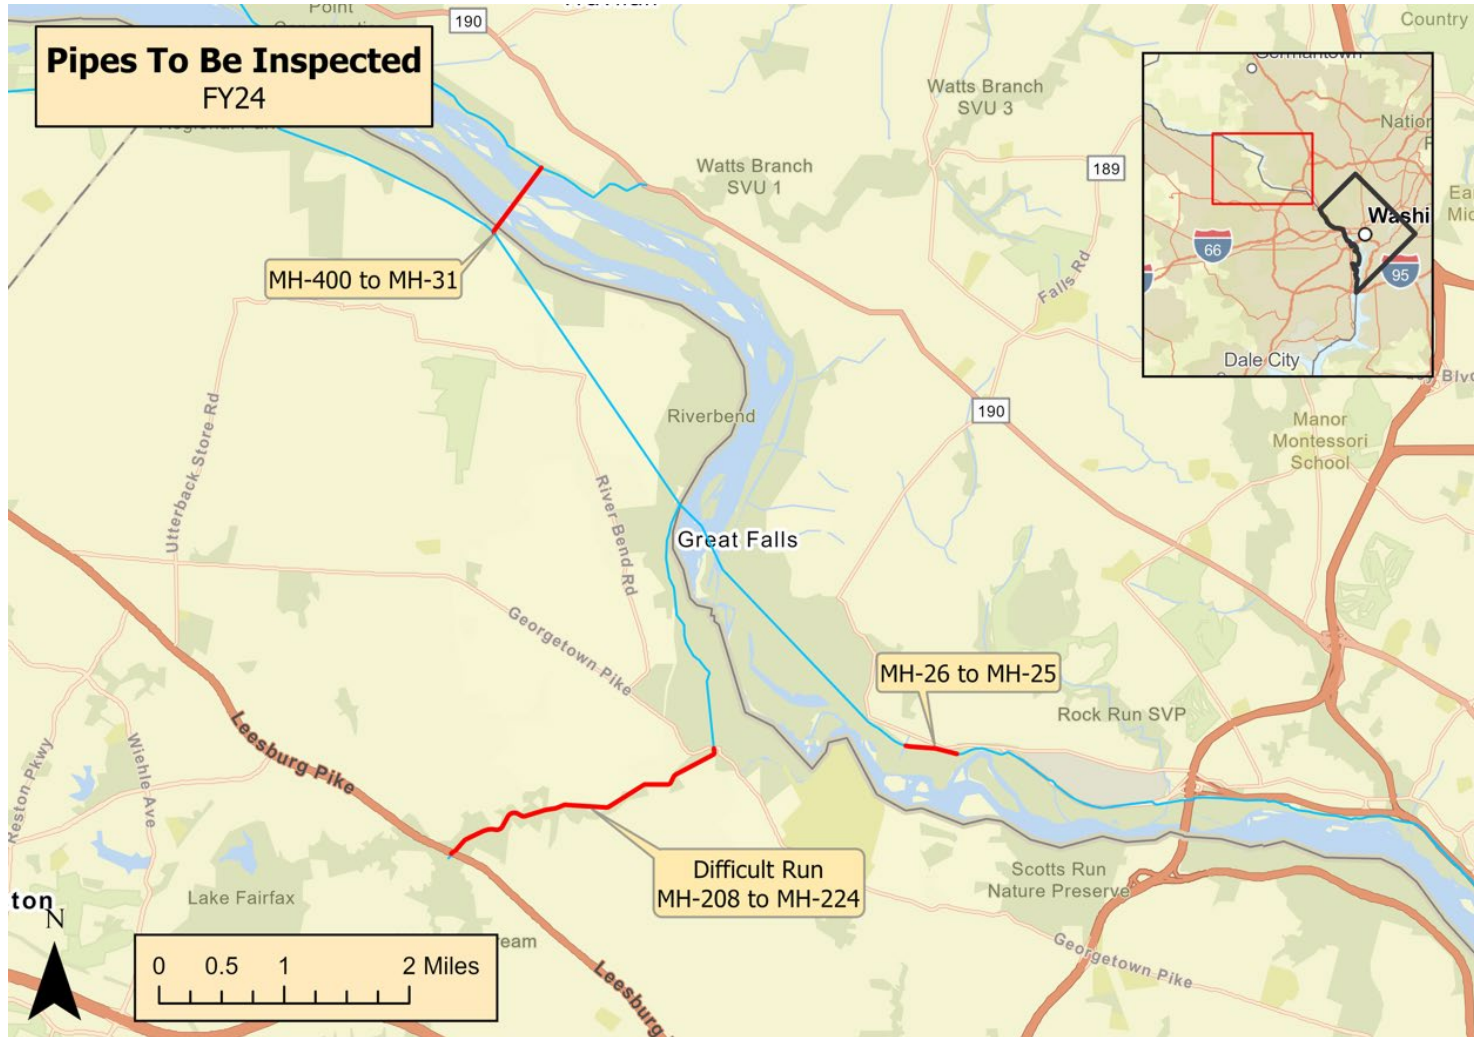 Point
190
Pipes To Be Inspected
FY24
Watts Branch
SVU 3
Country
Germantown
Watts Branch
SVU 1
189
MH-400 to MH-31
Falls Rd
66
95
Dale City
Riverbend
190
Manor
Montessori
School
Utterback Store Rd
River Bend Rd
Great Falls
Georgetown Pike
MH-26 to MH-25
Rock Run SVP
Leesburg Pike
Reston Pkwy
Wiehle Ave
Difficult Run
MH-208 to MH-224
Scotts Run
Nature Preserve
Lake Fairfax
ton
N
eam
Georgetown Pike
Leesburg
0 0.5 1 2 Miles